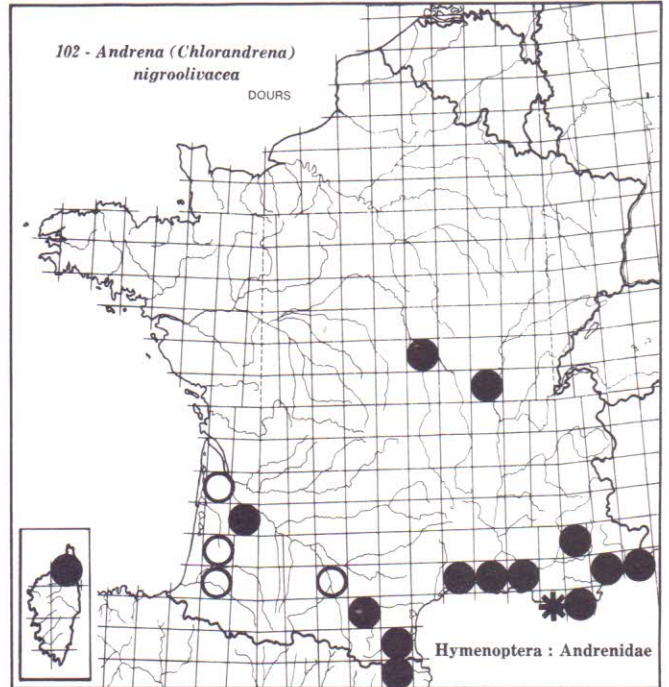 102 - Andrena (Chlorandrena)
nigroolivacea
DOURS
Hymenoptera : Andrenidae